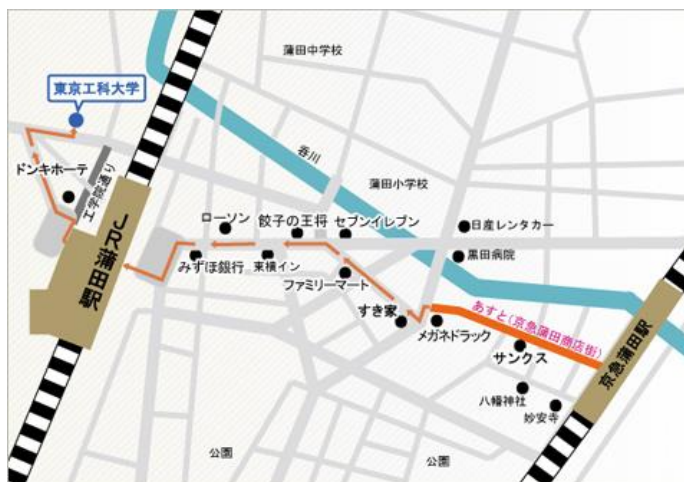 蒲田中学校
東京工科大学
呑川
ドンキホーテ
工学院通り
蒲田小学校
ローソン
餃子の王将
セブンイレブン
日産レンタカー
JR蒲田駅
みずほ銀行
東横イン
黒田病院
ファミリーマート
すき家
メガネドラッグ
あすと(京急蒲田商店街)
サンクス
京急蒲田駅
八幡神社
妙安寺
公園
公園